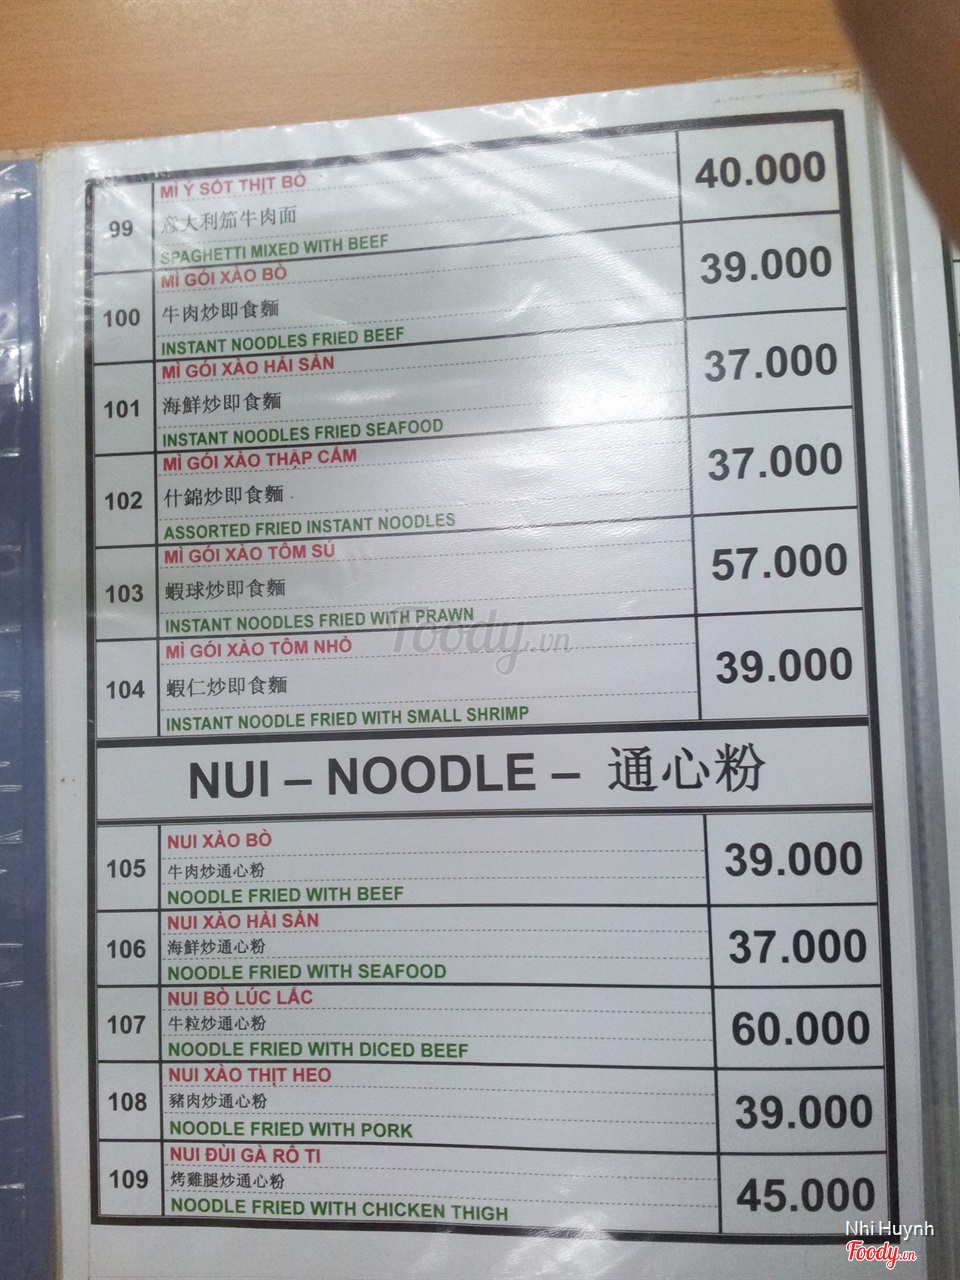 99
MÌ Ý SỐT THỊT BÒ
意大利笳牛肉面
SPAGHETTI MIXED WITH BEEF
40.000
100
MÌ GÓI XÀO BÒ
牛肉炒即食麵
INSTANT NOODLES FRIED BEEF
39.000
101
MÌ GÓI XÀO HẢI SẢN
海鮮炒即食麵
INSTANT NOODLES FRIED SEAFOOD
37.000
102
MÌ GÓI XÀO THẬP CẨM
什錦炒即食麵
ASSORTED FRIED INSTANT NOODLES
37.000
103
MÌ GÓI XÀO TÔM SÚ
蝦球炒即食麵
INSTANT NOODLES FRIED WITH PRAWN
57.000
104
MÌ GÓI XÀO TÔM NHỎ
蝦仁炒即食麵
INSTANT NOODLE FRIED WITH SMALL SHRIMP
39.000
Foody.vn
NUI – NOODLE – 通心粉
105
NUI XÀO BÒ
牛肉炒通心粉
NOODLE FRIED WITH BEEF
39.000
106
NUI XÀO HẢI SẢN
海鮮炒通心粉
NOODLE FRIED WITH SEAFOOD
37.000
107
NUI BÒ LÚC LẮC
牛粒炒通心粉
NOODLE FRIED WITH DICED BEEF
60.000
108
NUI XÀO THỊT HEO
豬肉炒通心粉
NOODLE FRIED WITH PORK
39.000
109
NUI ĐÙI GÀ RÔ TI
烤雞腿炒通心粉
NOODLE FRIED WITH CHICKEN THIGH
45.000
Nhi Huynh
Foody.vn